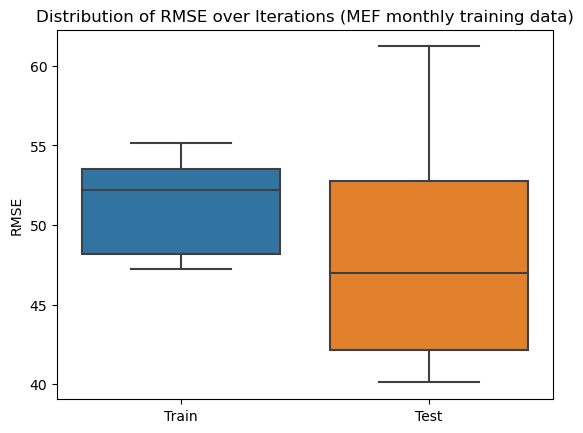 Distribution of RMSE over Iterations (MEF monthly training data)
60
55
50
45
40
RMSE
Train
Test